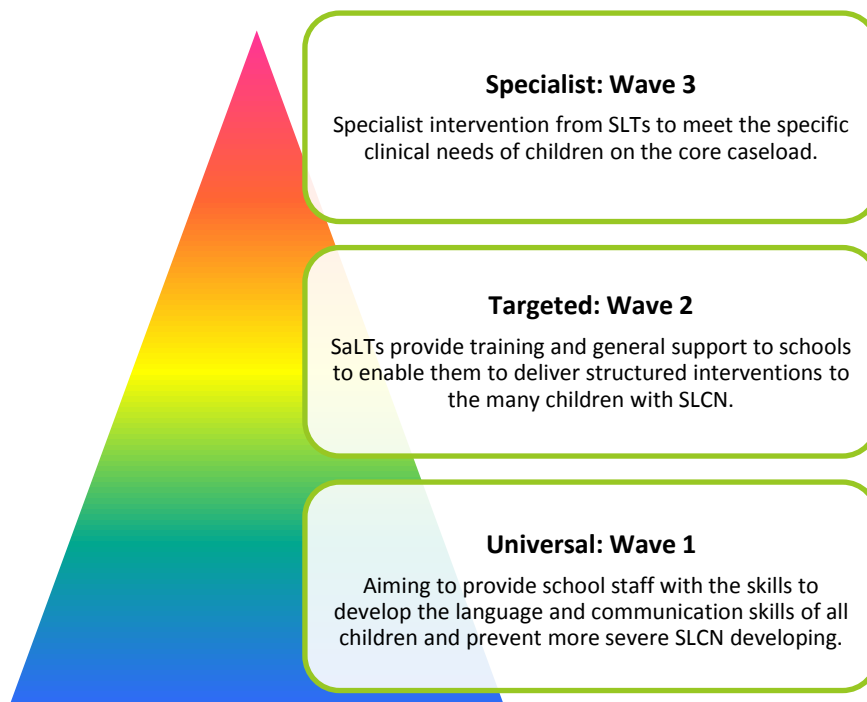 Specialist: Wave 3
Specialist intervention from SLTs to meet the specific
clinical needs of children on the core caseload.
Targeted: Wave 2
SaLTs provide training and general support to schools
to enable them to deliver structured interventions to
the many children with SLCN.
Universal: Wave 1
Aiming to provide school staff with the skills to
develop the language and communication skills of all
children and prevent more severe SLCN developing.